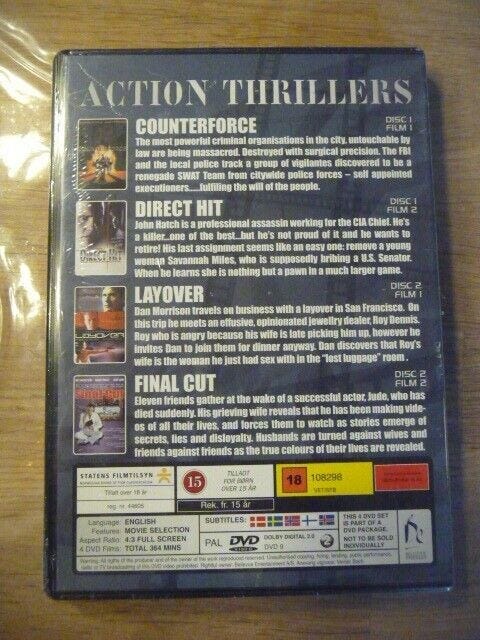 ACTION THRILLERS
COUNTERFORCE
DISC 1
FILM 1
The most powerful criminal organisations in the city, untouchable by
law are being massacred. Destroyed with surgical precision. The FBI
and the local police track a group of vigilantes discovered to be a
renegade SWAT Team from citywide police forces – self appointed
executioners.....fulfilling the will of the people.
DIRECT HIT
DISC 1
FILM 2
John Hatch is a professional assassin working for the CIA Chief. He's
a killer...one of the best...but he's not proud of it and he wants to
retire! His last assignment seems like an easy one: remove a young
woman Savannah Miles, who is supposedly bribing a U.S. Senator.
When he learns she is nothing but a pawn in a much larger game.
DIRECT HIT
LAYOVER
DISC 2
FILM 1
Dan Morrison travels on business with a layover in San Francisco. On
this trip he meets an effusive, opinionated jewelry dealer, Roy Dennis.
Roy who is angry because his wife is late picking him up, however he
invites Dan to join them for dinner anyway. Dan discovers that Roy's
wife is the woman he just had sex with in the "lost luggage" room .
LAYOVER
FINAL CUT
DISC 2
FILM 2
Eleven friends gather at the wake of a successful actor, Jude, who has
died suddenly. His grieving wife reveals that he has been making vide-
os of all their lives, and forces them to watch as stories emerge of
secrets, lies and disloyalty. Husbands are turned against wives and
friends against friends as the true colours of their lives are revealed.
FINAL CUT
STATENS FILMTILSYN
Tillatt over 18 år
reg. nr. 44605
15
TILLADT
FOR BØRN
OVER 15 ÅR
Rek. fr. 15 år
18
108298
Language: ENGLISH
Features: MOVIE SELECTION
Aspect Ratio: 4:3 FULL SCREEN
4 DVD Films: TOTAL 364 MINS
SUBTITLES:
PAL
DVD
VIDEO
DOLBY DIGITAL 2.0
DVD 9
THIS 4 DVD SET
IS PART OF A
DVD PACKAGE.
NOT TO BE SOLD
INDIVIDUALLY